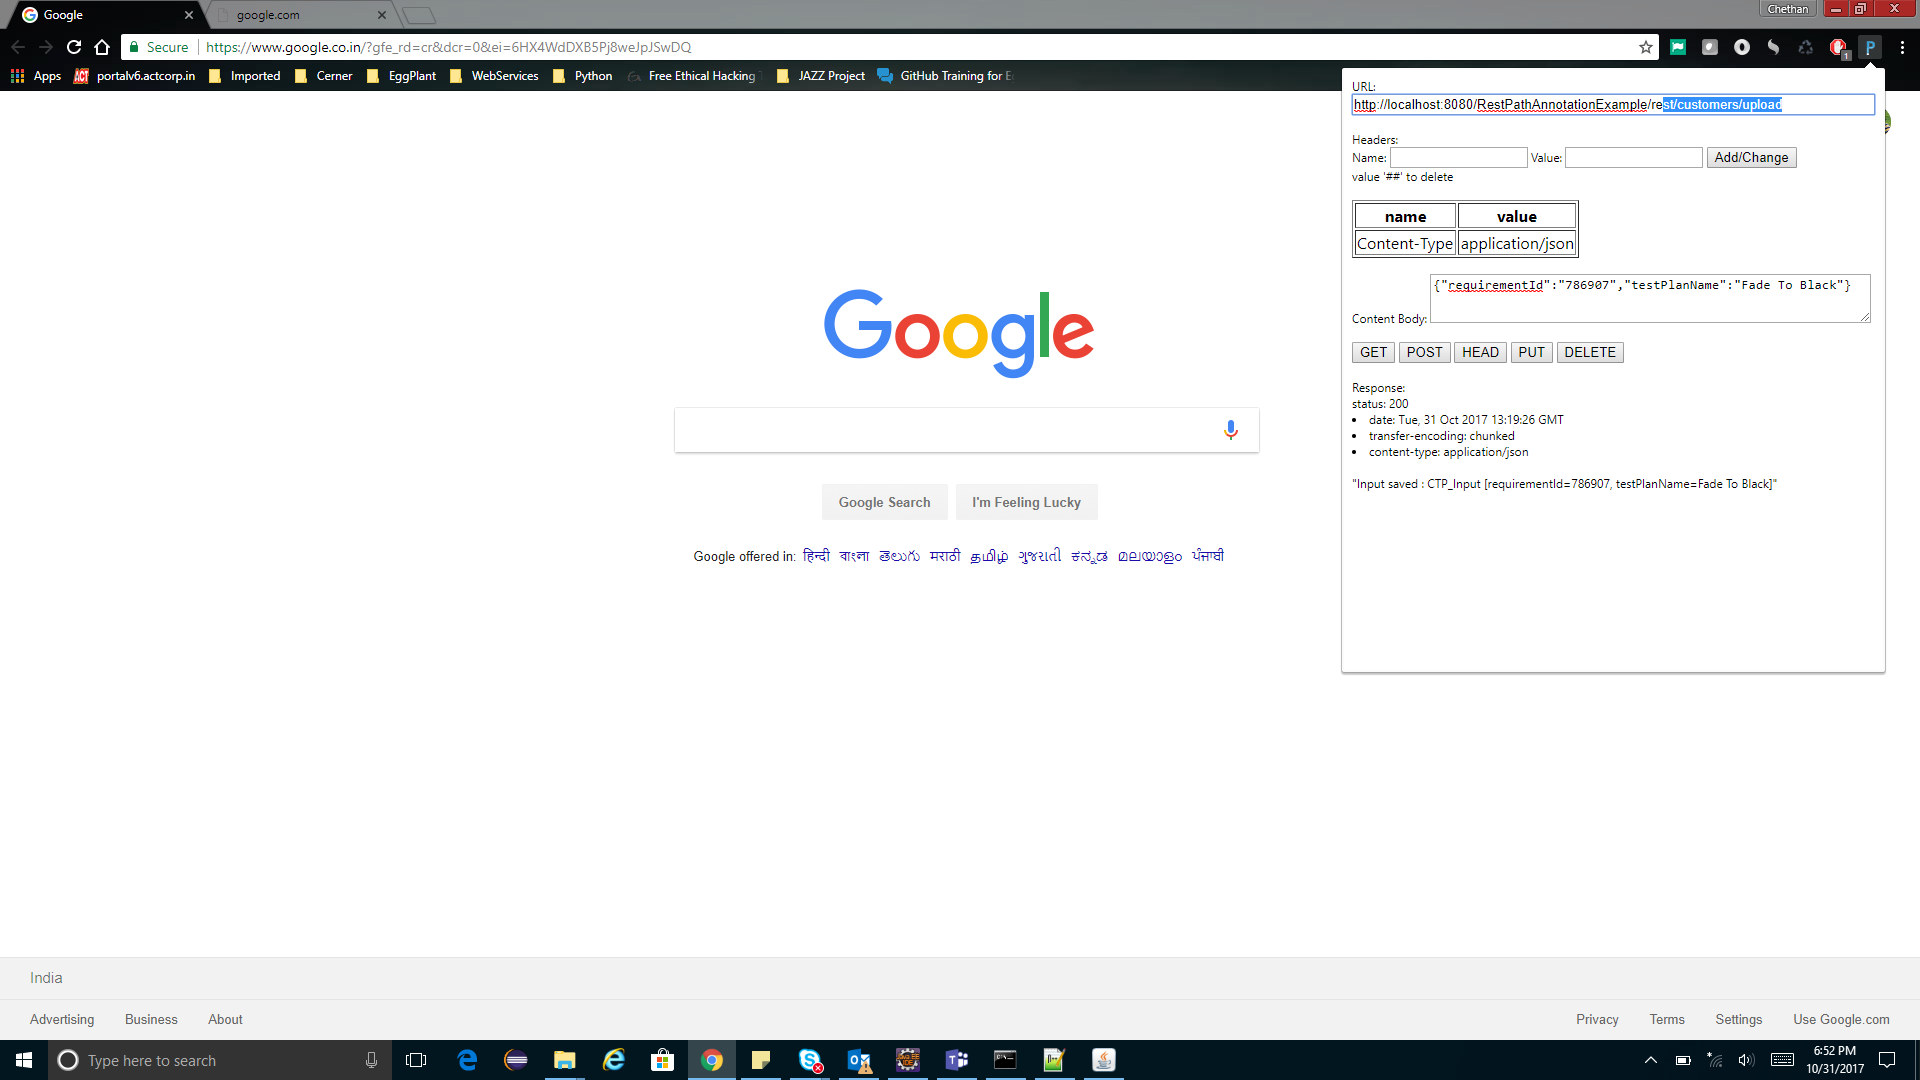 Google
google.com
Chethan
Secure
https://www.google.co.in/?gfe_rd=cr&dcr=0&ei=6HX4WdDXB5Pj8weJpJSwDQ
1
P
Apps
ACT
portalv6.actcorp.in
Imported
Cerner
EggPlant
WebServices
Python
Free Ethical Hacking
JAZZ Project
GitHub Training for
URL:
http://localhost:8080/RestPathAnnotationExample/rest/customers/upload
Headers:
Name: Value: Add/Change
value '##' to delete
name value
Content-Type application/json
{"requirementId":"786907","testPlanName":"Fade To Black"}
Content Body:
GET POST HEAD PUT DELETE
Response:
status: 200
• date: Tue, 31 Oct 2017 13:19:26 GMT
• transfer-encoding: chunked
• content-type: application/json
"Input saved : CTP_Input [requirementId=786907, testPlanName=Fade To Black]"
Google
Google Search
I'm Feeling Lucky
Google offered in: हिन्दी বাংলা తెలుగు मराठी தமிழ் ગુજરાતી ಕನ್ನಡ മലയാളം ਪੰਜਾਬੀ
India
Advertising Business About
Privacy Terms Settings Use Google.com
Type here to search
6:52 PM
10/31/2017